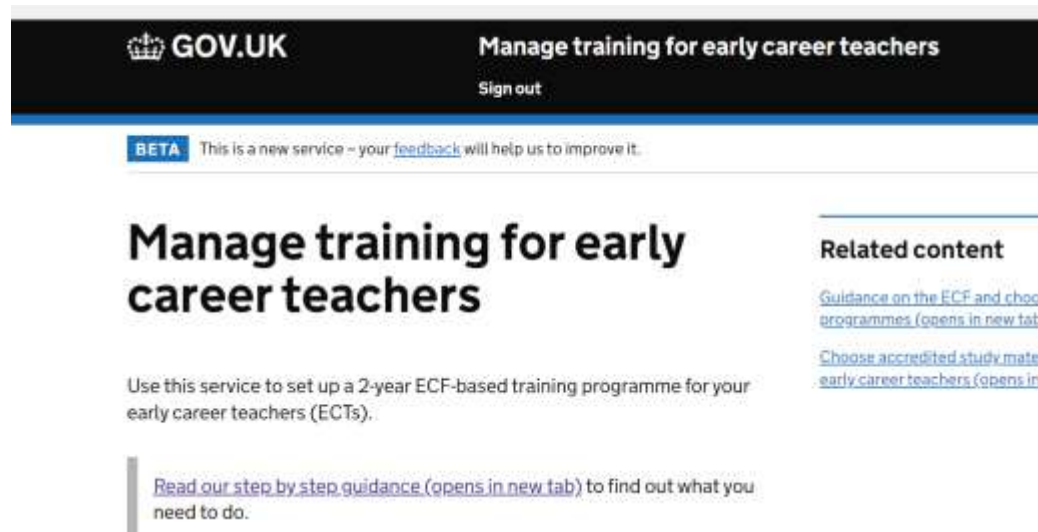 GOV.UK
Manage training for early career teachers
Sign out
BETA This is a new service – your feedback will help us to improve it.
Manage training for early
career teachers
Use this service to set up a 2-year ECF-based training programme for your
early career teachers (ECTs).
Read our step by step guidance (opens in new tab) to find out what you
need to do.
Related content
Guidance on the ECF and
programmes (opens in new tab
Choose accredited study
early career teachers (opens in